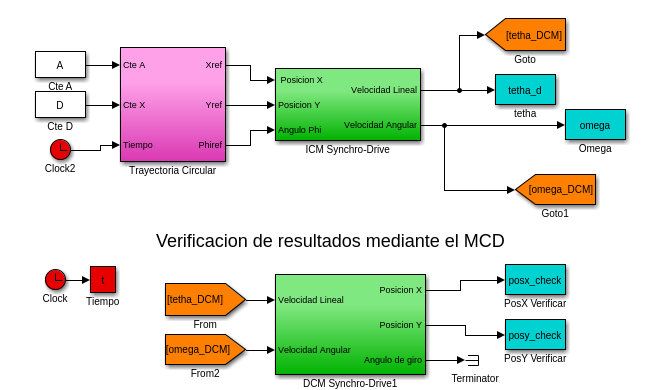 A
Cte A
D
Cte D
Clock2
Cte A
Cte X
Tiempo
Xref
Yref
Phiref
Trayectoria Circular
Posicion X
Posicion Y
Angulo Phi
Velocidad Lineal
Velocidad Angular
ICM Synchro-Drive
[tetha_DCM]
Goto
tetha_d
tetha
omega
Omega
[omega_DCM]
Goto1
Verificacion de resultados mediante el MCD
Clock
t
Tiempo
[tetha_DCM]
From
[omega_DCM]
From2
Velocidad Lineal
Velocidad Angular
Posicion X
Posicion Y
Angulo de giro
DCM Synchro-Drive1
posx_check
PosX Verificar
posy_check
PosY Verificar
Terminator